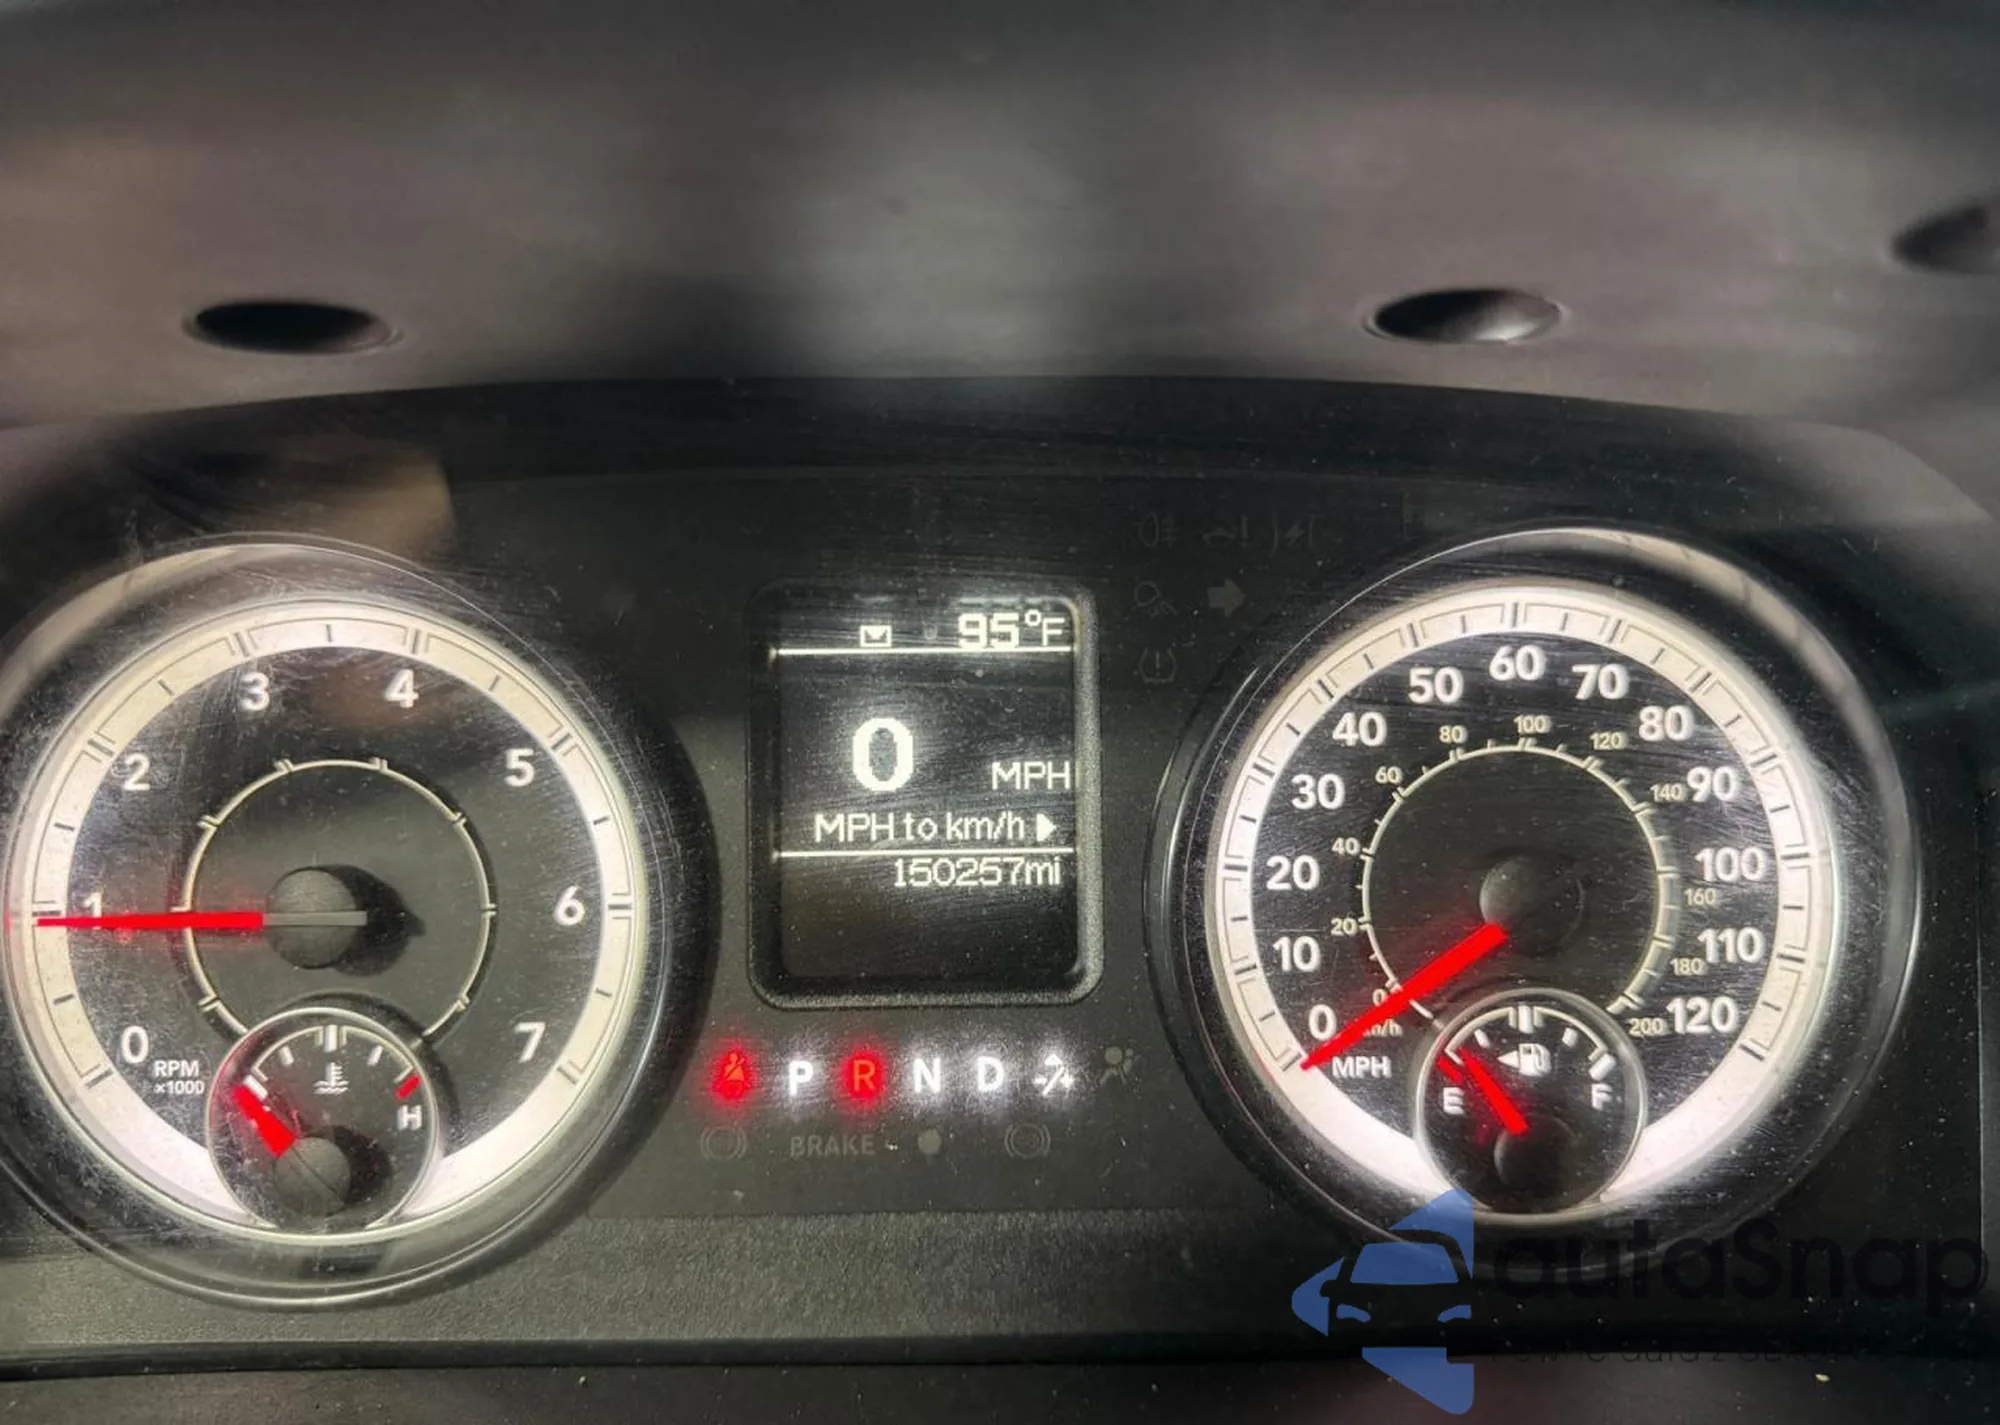 95°F
0 MPH
MPH to km/h
150257mi
0 1 2 3 4 5 6 7
RPM
x1000
H
P R N D
BRAKE
0 10 20 30 40 50 60 70 80 90 100 110 120
0 20 40 60 80 100 120 140 160 180 200
km/h
MPH
E F
autaSnap